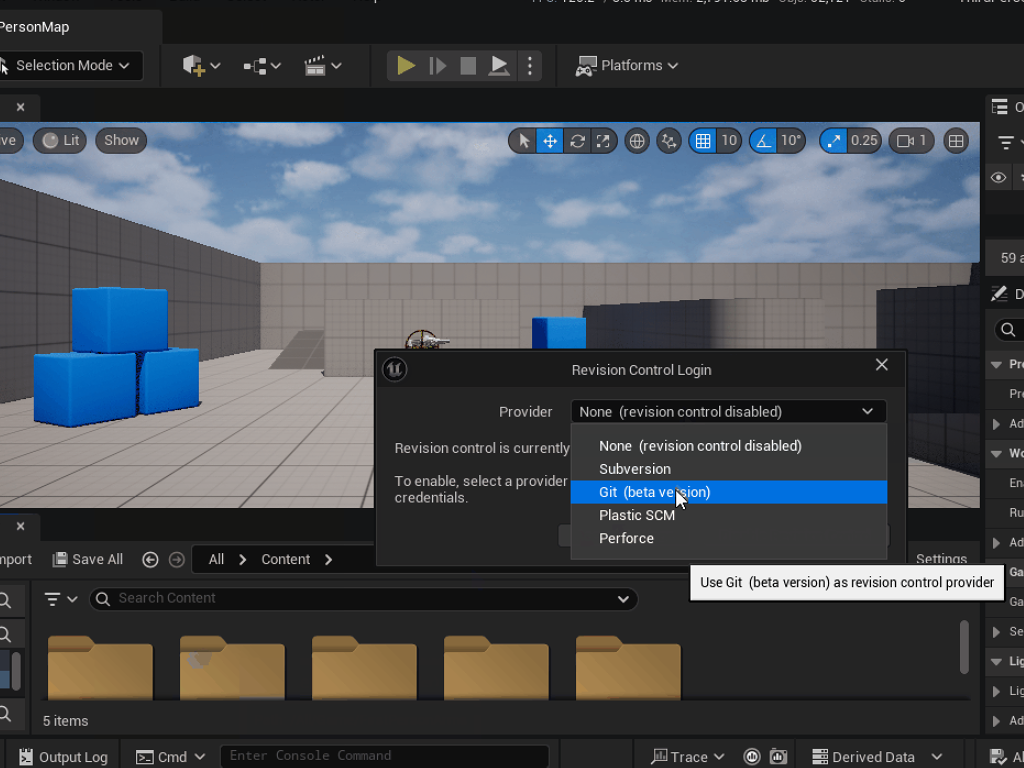 PersonMap
Selection Mode
Platforms
Lit
Show
10
10°
0.25
1
59
Revision Control Login
Provider
None (revision control disabled)
Revision control is currently
To enable, select a provider
credentials.
None (revision control disabled)
Subversion
Git (beta version)
Plastic SCM
Perforce
Use Git (beta version) as revision control provider
Save All
All
Content
Settings
Search Content
5 items
Output Log
Cmd
Enter Console Command
Trace
Derived Data